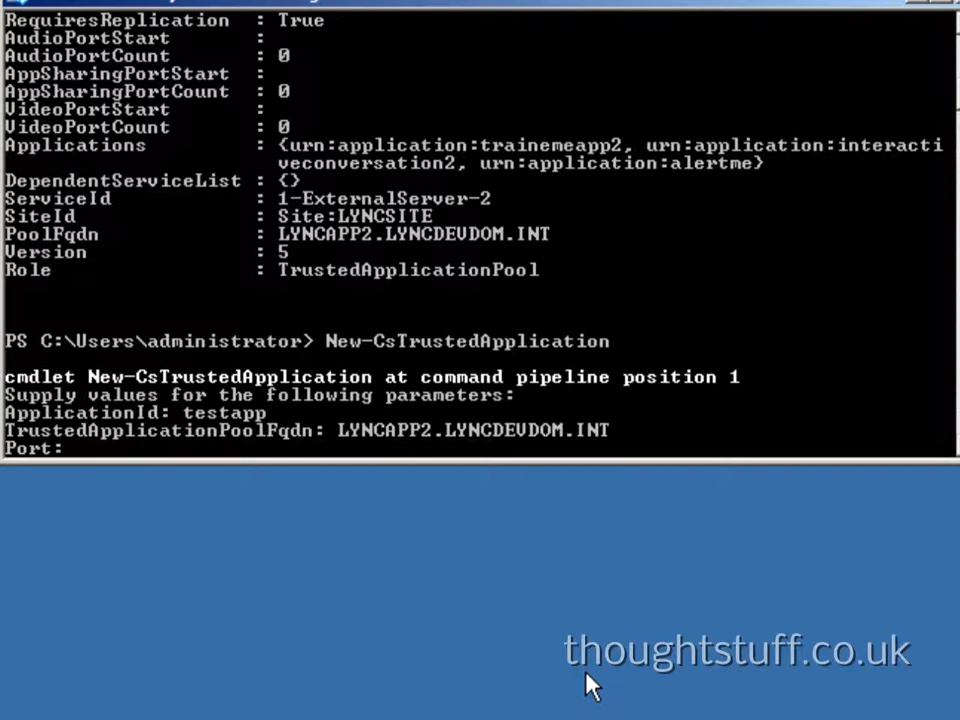 RequiresReplication : True
AudioPortStart :
AudioPortCount : 0
AppSharingPortStart :
AppSharingPortCount : 0
VideoPortStart :
VideoPortCount : 0
Applications : {urn:application:trainemeapp2, urn:application:interacti
veconversation2, urn:application:alertme}
DependentServiceList : {}
ServiceId : 1-ExternalServer-2
SiteId : Site:LYNCSITE
PoolFqdn : LYNCAPP2.LYNCDEVDOM.INT
Version : 5
Role : TrustedApplicationPool
PS C:\Users\administrator> New-CsTrustedApplication
cmdlet New-CsTrustedApplication at command pipeline position 1
Supply values for the following parameters:
ApplicationId: testapp
TrustedApplicationPoolFqdn: LYNCAPP2.LYNCDEVDOM.INT
Port:
thoughtstuff.co.uk